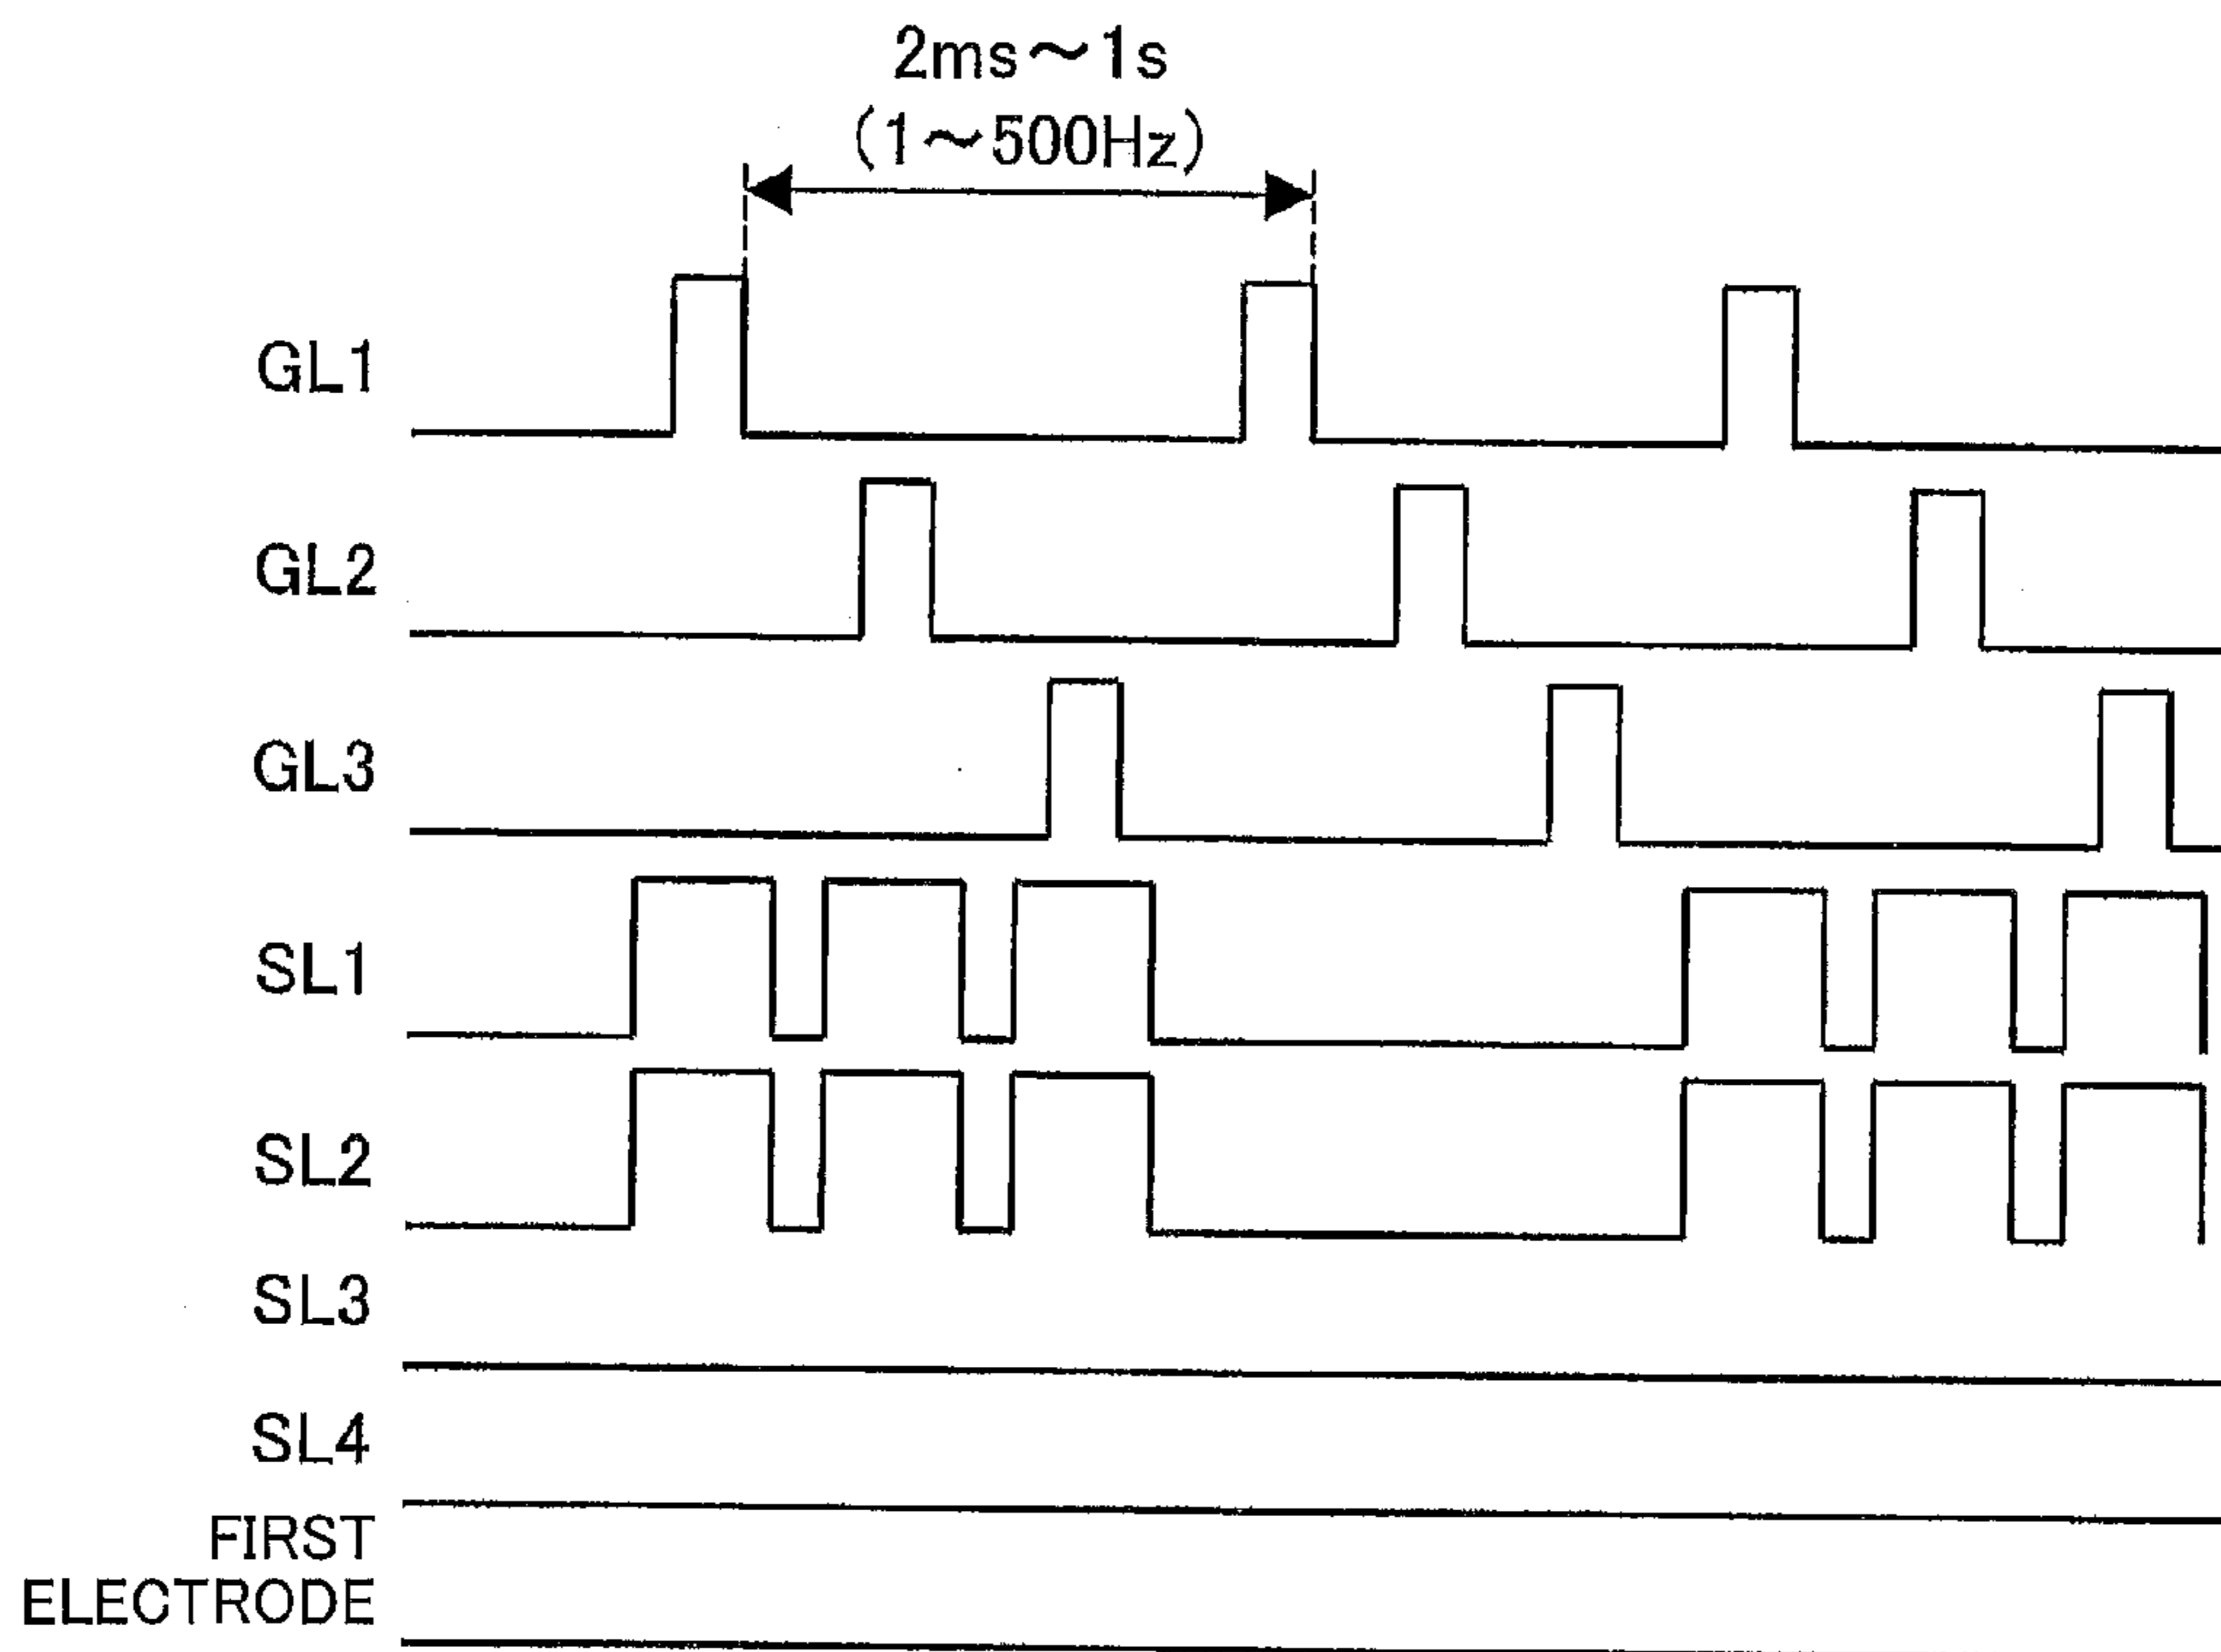 2ms～1s
(1～500Hz)
GL1
GL2
GL3
SL1
SL2
SL3
SL4
FIRST
ELECTRODE